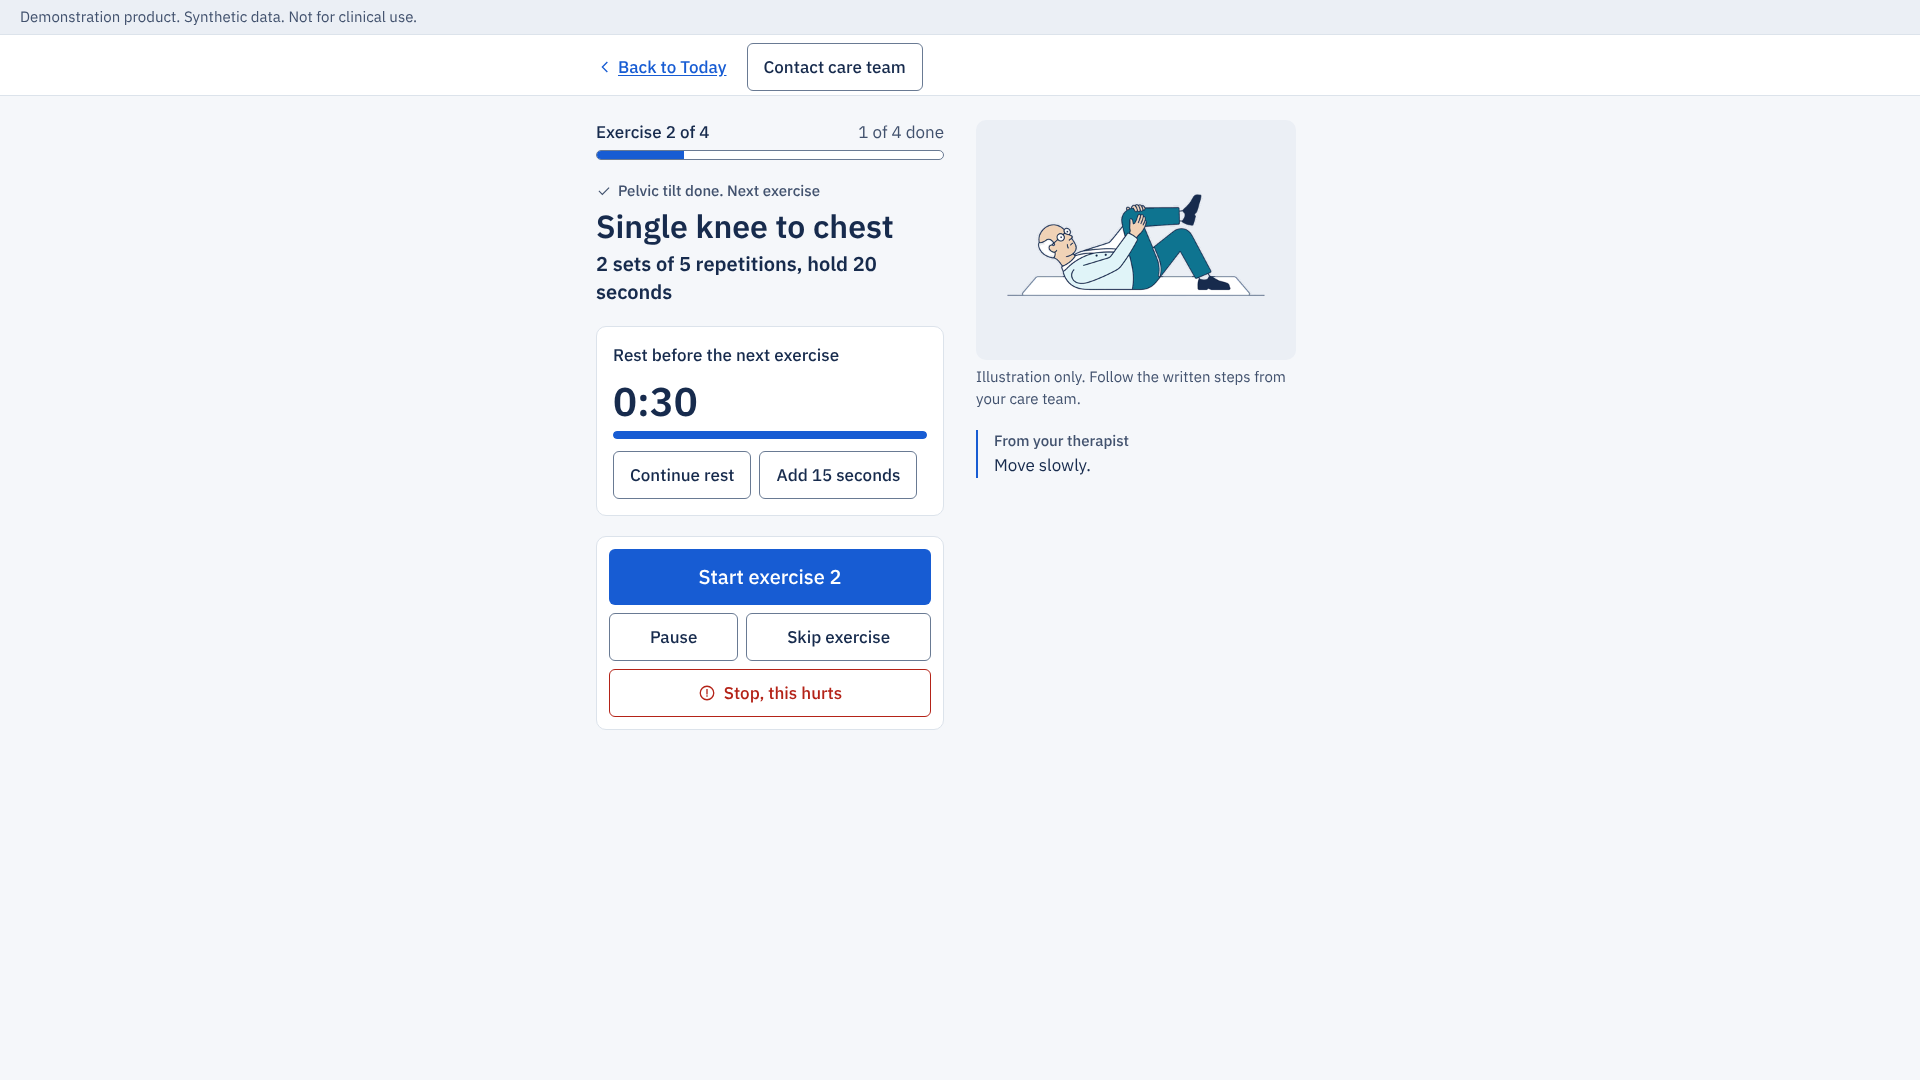 Demonstration product. Synthetic data. Not for clinical use.
Back to Today
Contact care team
Exercise 2 of 4
1 of 4 done
Pelvic tilt done. Next exercise
Single knee to chest
2 sets of 5 repetitions, hold 20
seconds
Rest before the next exercise
0:30
Continue rest
Add 15 seconds
Start exercise 2
Pause
Skip exercise
Stop, this hurts
Illustration only. Follow the written steps from
your care team.
From your therapist
Move slowly.